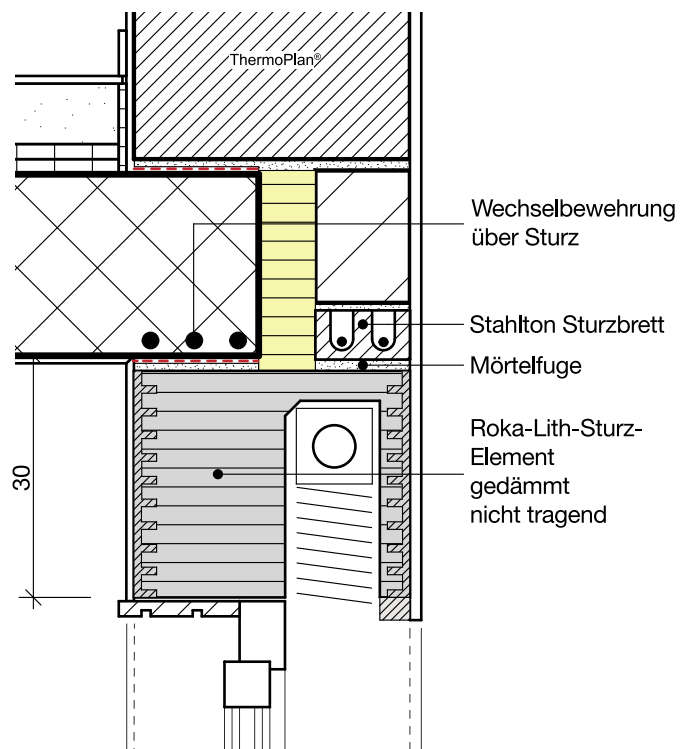 ThermoPlan®
Wechselbewehrung
über Sturz
Stahlton Sturzbrett
Mörtelfuge
Roka-Lith-Sturz-
Element
gedämmt
nicht tragend
30